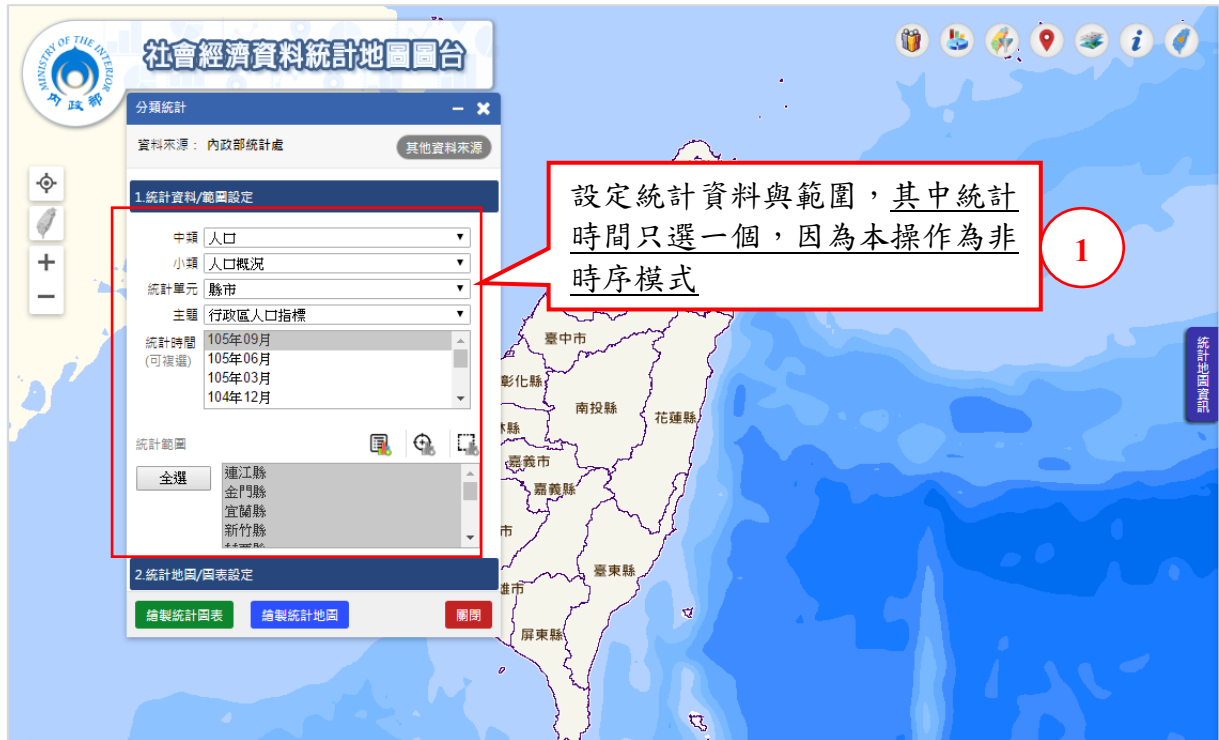 MINISTRY OF THE INTERIOR
內政部
社會經濟資料統計地圖圖台
分類統計
資料來源： 內政部統計處
其他資料來源
1.統計資料/範圍設定
中類 人口
小類 人口概況
統計單元 縣市
主題 行政區人口指標
統計時間
(可複選)
105年09月
105年06月
105年03月
104年12月
統計範圍
全選
連江縣
金門縣
宜蘭縣
新竹縣
2.統計地圖/圖表設定
繪製統計圖表
繪製統計地圖
關閉
設定統計資料與範圍，其中統計
時間只選一個，因為本操作為非
時序模式
1
臺中市
彰化縣
南投縣
花蓮縣
林縣
嘉義市
嘉義縣
市
臺東縣
雄市
屏東縣
統計地圖資訊